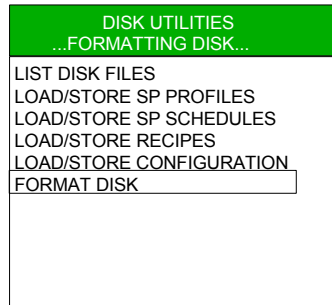 DISK UTILITIES
...FORMATTING DISK...
LIST DISK FILES
LOAD/STORE SP PROFILES
LOAD/STORE SP SCHEDULES
LOAD/STORE RECIPES
LOAD/STORE CONFIGURATION
FORMAT DISK